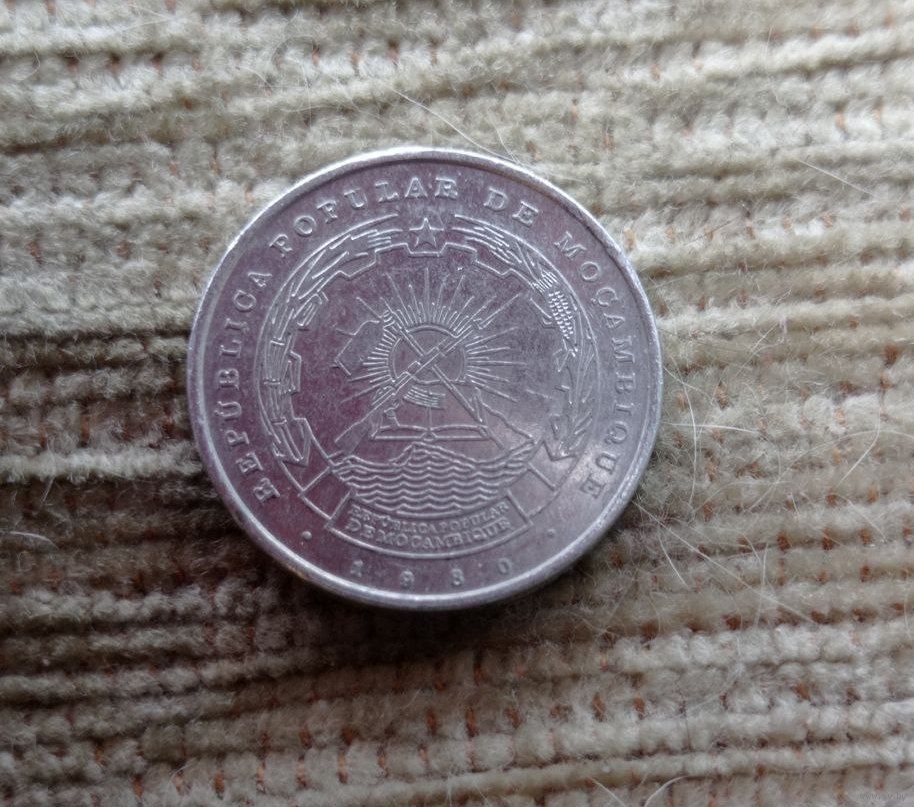 REPÚBLICA POPULAR DE MOÇAMBIQUE
REPÚBLICA POPULAR
DE MOÇAMBIQUE
1980